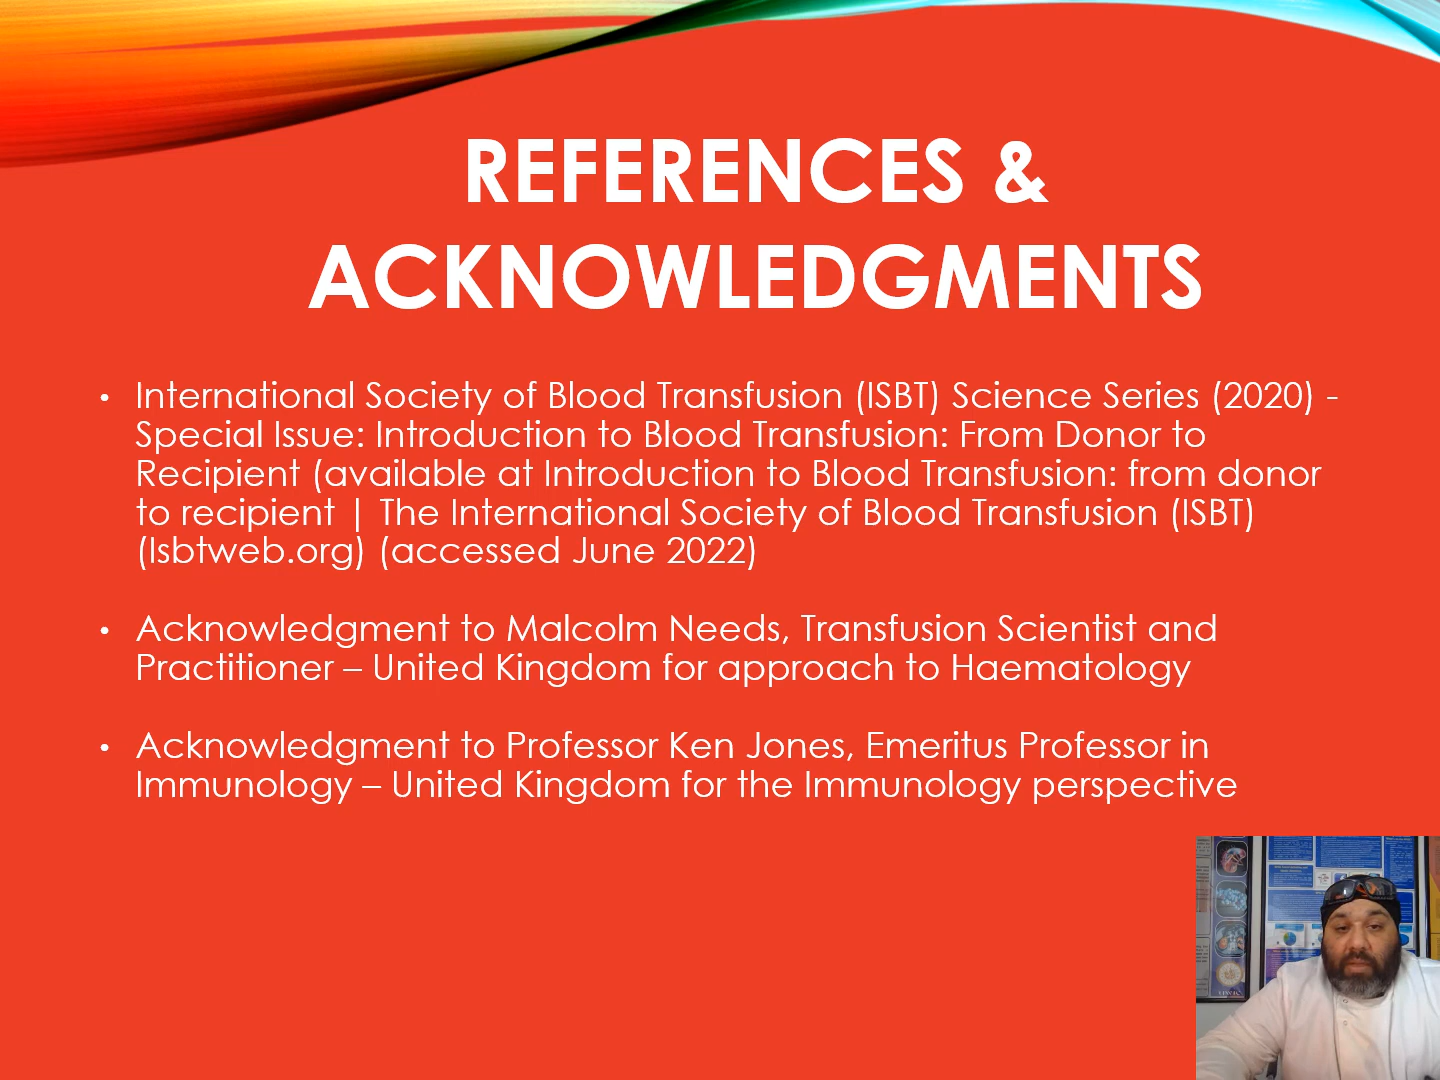 REFERENCES &
ACKNOWLEDGMENTS
• International Society of Blood Transfusion (ISBT) Science Series (2020) -
Special Issue: Introduction to Blood Transfusion: From Donor to
Recipient (available at Introduction to Blood Transfusion: from donor
to recipient | The International Society of Blood Transfusion (ISBT)
(Isbtweb.org) (accessed June 2022)
• Acknowledgment to Malcolm Needs, Transfusion Scientist and
Practitioner – United Kingdom for approach to Haematology
• Acknowledgment to Professor Ken Jones, Emeritus Professor in
Immunology – United Kingdom for the Immunology perspective